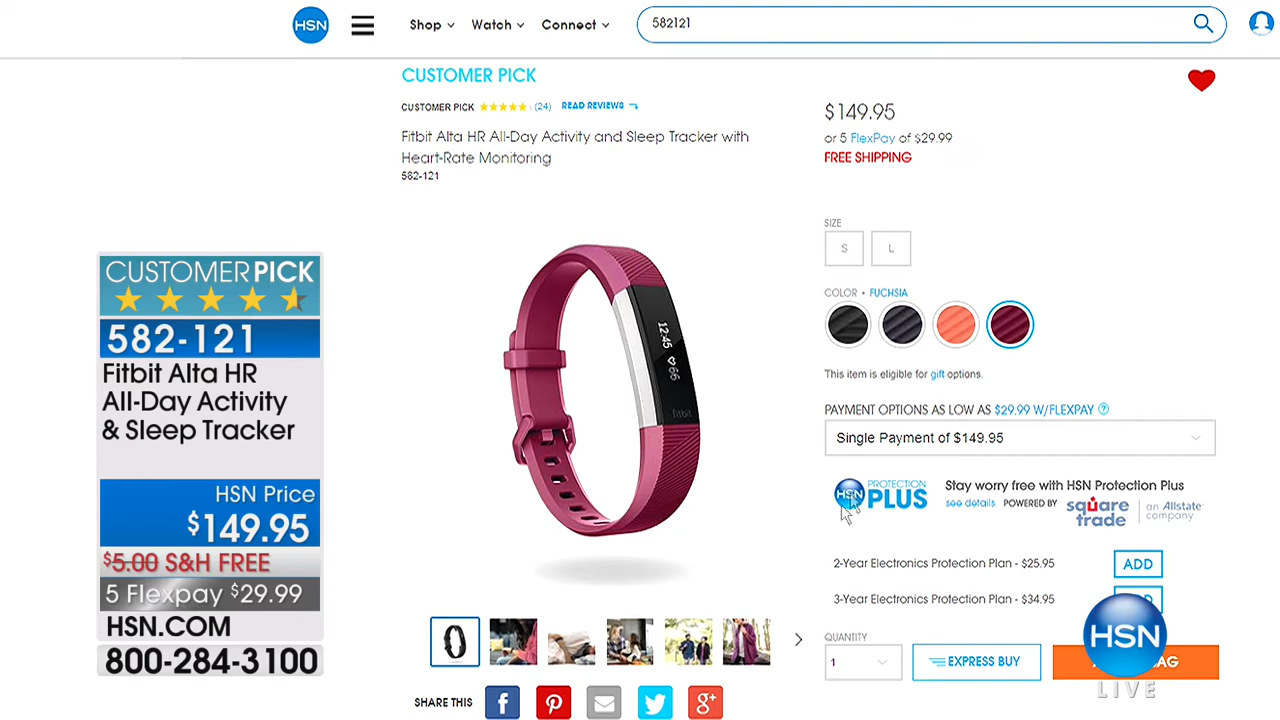 HSN
Shop
Watch
Connect
582121
CUSTOMER PICK
CUSTOMER PICK (24) READ REVIEWS
Fitbit Alta HR All-Day Activity and Sleep Tracker with
Heart-Rate Monitoring
582-121
$149.95
or 5 FlexPay of $29.99
FREE SHIPPING
SIZE
S L
COLOR • FUCHSIA
This item is eligible for gift options.
PAYMENT OPTIONS AS LOW AS $29.99 W/FLEXPAY ?
Single Payment of $149.95
HSN PROTECTION PLUS
Stay worry free with HSN Protection Plus
see details POWERED BY square trade an Allstate company
2-Year Electronics Protection Plan - $25.95 ADD
3-Year Electronics Protection Plan - $34.95
QUANTITY
1
EXPRESS BUY
HSN
LIVE
CUSTOMER PICK
582-121
Fitbit Alta HR
All-Day Activity
& Sleep Tracker
HSN Price
$149.95
$5.00 S&H FREE
5 Flexpay $29.99
HSN.COM
800-284-3100
12:45 66
fitbit
SHARE THIS
f
g+